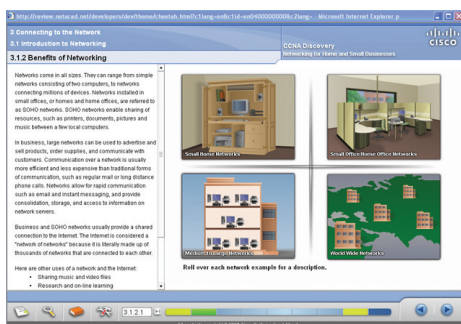 http://review.netacad.net/developers/dev/theme/cheetah.html?c1lang=en&c1id=en04000000008c2lang- Microsoft Internet Explorer p
3 Connecting to the Network
3.1 Introduction to Networking
CCNA Discovery
Networking for Home and Small Businesses
CISCO
3.1.2 Benefits of Networking
Networks come in all sizes. They can range from simple
networks consisting of two computers, to networks
connecting millions of devices. Networks installed in
small offices, or homes and home offices, are referred to
as SOHO networks. SOHO networks enable sharing of
resources, such as printers, documents, pictures and
music between a few local computers.
In business, large networks can be used to advertise and
sell products, order supplies, and communicate with
customers. Communication over a network is usually
more efficient and less expensive than traditional forms
of communication, such as regular mail or long distance
phone calls. Networks allow for rapid communication
such as email and instant messaging, and provide
consolidation, storage, and access to information on
network servers.
Business and SOHO networks usually provide a shared
connection to the Internet. The Internet is considered a
"network of networks" because it is literally made up of
thousands of networks that are connected to each other.
Here are other uses of a network and the Internet:
• Sharing music and video files
• Research and on-line learning
Small Home Networks
Small Office/Home Office Networks
Medium to Large Networks
World Wide Networks
Roll over each network example for a description.
3.1.2.1